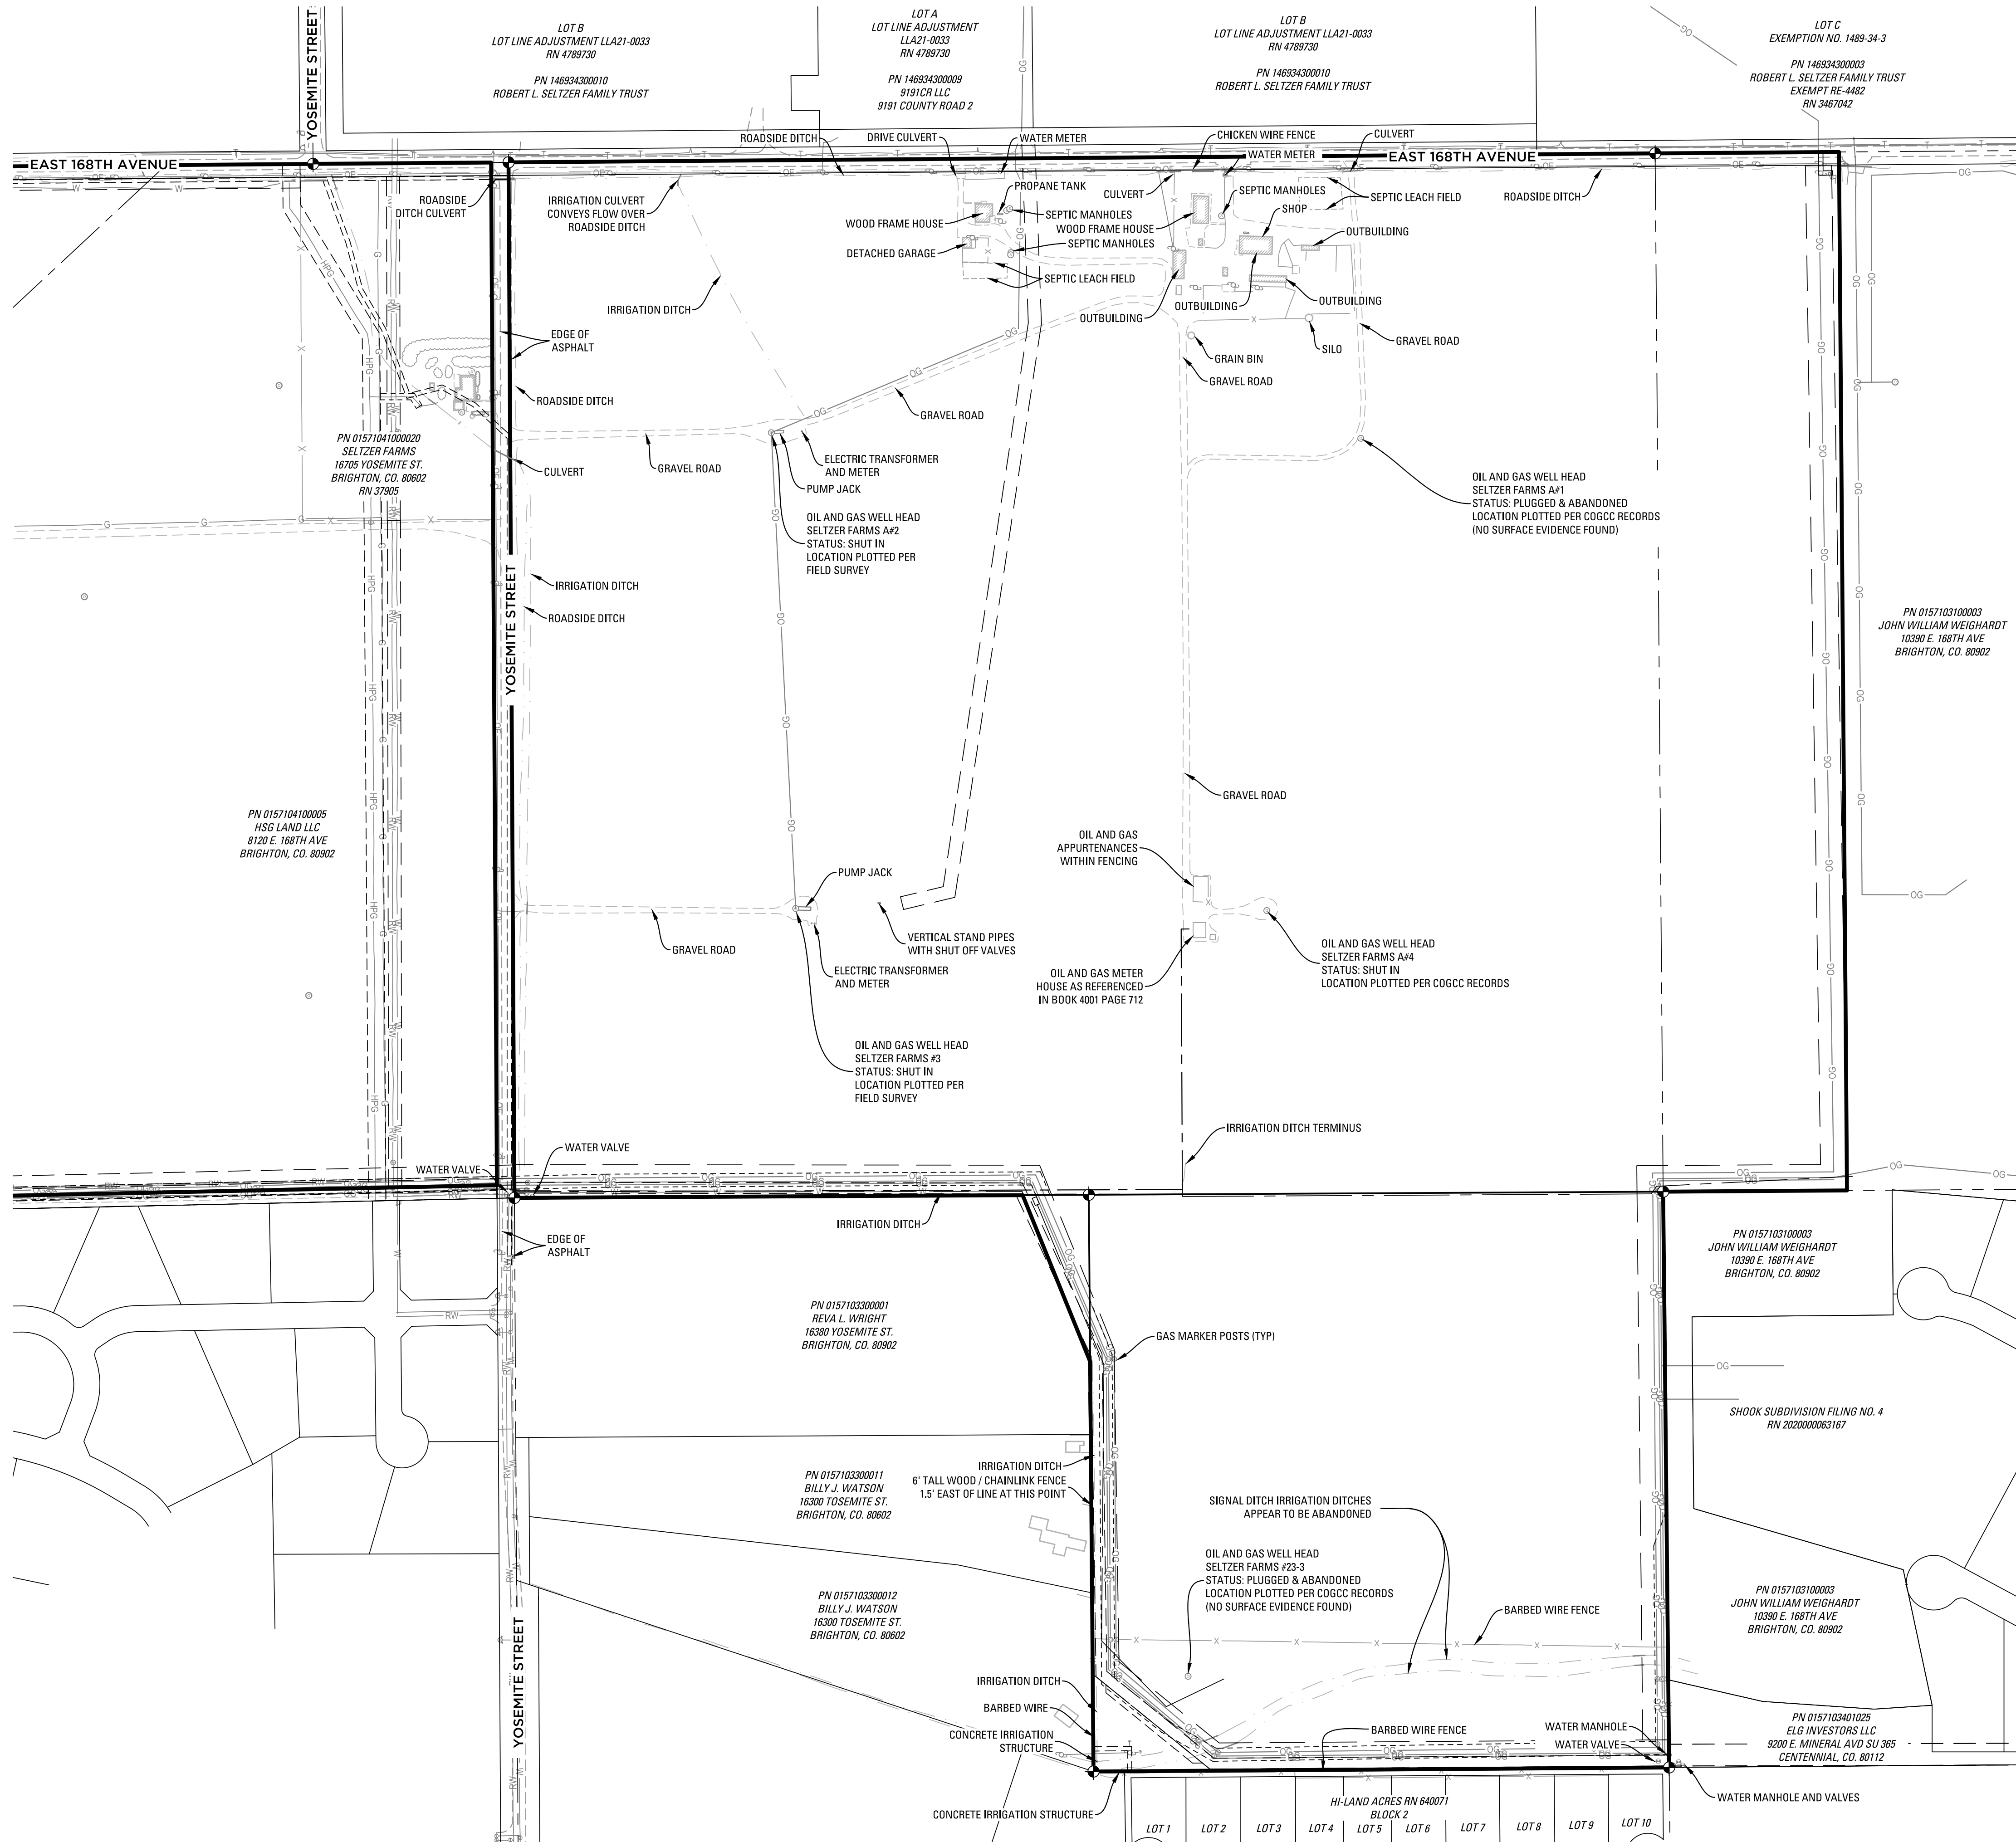 LOT B
LOT LINE ADJUSTMENT LLA21-0033
RN 4789730
PN 146934300010
ROBERT L. SELTZER FAMILY TRUST
LOT A
LOT LINE ADJUSTMENT
LLA21-0033
RN 4789730
PN 146934300009
9191CR LLC
9191 COUNTY ROAD 2
LOT B
LOT LINE ADJUSTMENT LLA21-0033
RN 4789730
PN 146934300010
ROBERT L. SELTZER FAMILY TRUST
LOT C
EXEMPTION NO. 1489-34-3
PN 146934300003
ROBERT L. SELTZER FAMILY TRUST
EXEMPT RE-4482
RN 3467042
YOSEMITE STREET
EAST 168TH AVENUE
ROADSIDE DITCH
DRIVE CULVERT
WATER METER
CHICKEN WIRE FENCE
CULVERT
WATER METER
EAST 168TH AVENUE
ROADSIDE
DITCH CULVERT
IRRIGATION CULVERT
CONVEYS FLOW OVER
ROADSIDE DITCH
PROPANE TANK
CULVERT
SEPTIC MANHOLES
SEPTIC LEACH FIELD
ROADSIDE DITCH
WOOD FRAME HOUSE
SEPTIC MANHOLES
WOOD FRAME HOUSE
SHOP
DETACHED GARAGE
SEPTIC MANHOLES
OUTBUILDING
SEPTIC LEACH FIELD
IRRIGATION DITCH
OUTBUILDING
OUTBUILDING
OUTBUILDING
EDGE OF
ASPHALT
SILO
GRAVEL ROAD
GRAIN BIN
GRAVEL ROAD
ROADSIDE DITCH
GRAVEL ROAD
PN 01571041000020
SELTZER FARMS
16705 YOSEMITE ST.
BRIGHTON, CO. 80602
RN 37905
CULVERT
GRAVEL ROAD
ELECTRIC TRANSFORMER
AND METER
PUMP JACK
OIL AND GAS WELL HEAD
SELTZER FARMS A#2
STATUS: SHUT IN
LOCATION PLOTTED PER
FIELD SURVEY
OIL AND GAS WELL HEAD
SELTZER FARMS A#1
STATUS: PLUGGED & ABANDONED
LOCATION PLOTTED PER COGCC RECORDS
(NO SURFACE EVIDENCE FOUND)
YOSEMITE STREET
IRRIGATION DITCH
ROADSIDE DITCH
PN 0157103100003
JOHN WILLIAM WEIGHARDT
10390 E. 168TH AVE
BRIGHTON, CO. 80902
PN 0157104100005
HSG LAND LLC
8120 E. 168TH AVE
BRIGHTON, CO. 80902
GRAVEL ROAD
OIL AND GAS
APPURTENANCES
WITHIN FENCING
PUMP JACK
GRAVEL ROAD
VERTICAL STAND PIPES
WITH SHUT OFF VALVES
ELECTRIC TRANSFORMER
AND METER
OIL AND GAS METER
HOUSE AS REFERENCED
IN BOOK 4001 PAGE 712
OIL AND GAS WELL HEAD
SELTZER FARMS A#4
STATUS: SHUT IN
LOCATION PLOTTED PER COGCC RECORDS
OIL AND GAS WELL HEAD
SELTZER FARMS #3
STATUS: SHUT IN
LOCATION PLOTTED PER
FIELD SURVEY
IRRIGATION DITCH TERMINUS
WATER VALVE
WATER VALVE
IRRIGATION DITCH
EDGE OF
ASPHALT
PN 0157103100003
JOHN WILLIAM WEIGHARDT
10390 E. 168TH AVE
BRIGHTON, CO. 80902
PN 0157103300001
REVA L. WRIGHT
16380 YOSEMITE ST.
BRIGHTON, CO. 80902
GAS MARKER POSTS (TYP)
SHOOK SUBDIVISION FILING NO. 4
RN 2020000063167
PN 0157103300011
BILLY J. WATSON
16300 TOSEMITE ST.
BRIGHTON, CO. 80602
IRRIGATION DITCH
6' TALL WOOD / CHAINLINK FENCE
1.5' EAST OF LINE AT THIS POINT
SIGNAL DITCH IRRIGATION DITCHES
APPEAR TO BE ABANDONED
OIL AND GAS WELL HEAD
SELTZER FARMS #23-3
STATUS: PLUGGED & ABANDONED
LOCATION PLOTTED PER COGCC RECORDS
(NO SURFACE EVIDENCE FOUND)
PN 0157103300012
BILLY J. WATSON
16300 TOSEMITE ST.
BRIGHTON, CO. 80602
BARBED WIRE FENCE
PN 0157103100003
JOHN WILLIAM WEIGHARDT
10390 E. 168TH AVE
BRIGHTON, CO. 80902
YOSEMITE STREET
IRRIGATION DITCH
BARBED WIRE
CONCRETE IRRIGATION
STRUCTURE
BARBED WIRE FENCE
WATER MANHOLE
WATER VALVE
PN 0157103401025
ELG INVESTORS LLC
9200 E. MINERAL AVD SU 365
CENTENNIAL, CO. 80112
WATER MANHOLE AND VALVES
CONCRETE IRRIGATION STRUCTURE
HI-LAND ACRES RN 640071
BLOCK 2
LOT 1
LOT 2
LOT 3
LOT 4
LOT 5
LOT 6
LOT 7
LOT 8
LOT 9
LOT 10